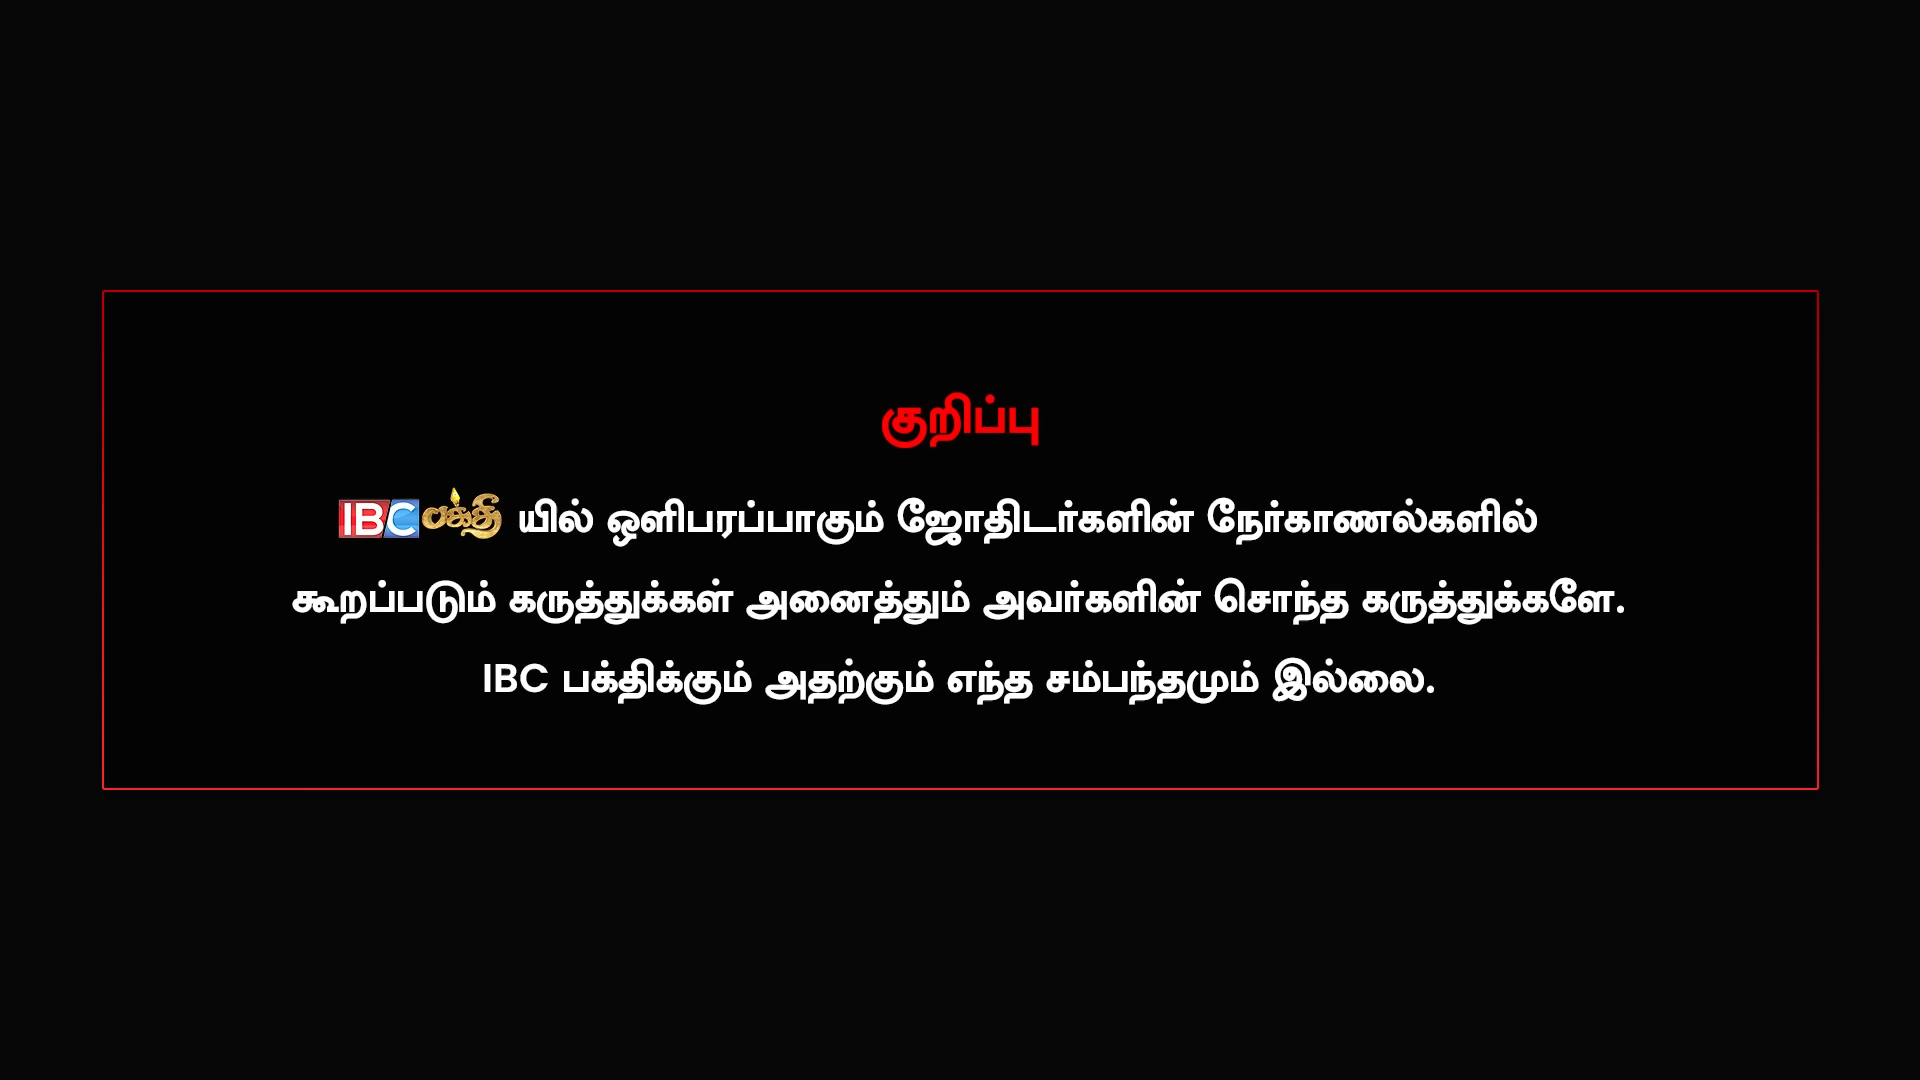 குறிப்பு
IBC பக்தி யில் ஒளிபரப்பாகும் ஜோதிடர்களின் நேர்காணல்களில்
கூறப்படும் கருத்துக்கள் அனைத்தும் அவர்களின் சொந்த கருத்துக்களே.
IBC பக்திக்கும் அதற்கும் எந்த சம்பந்தமும் இல்லை.